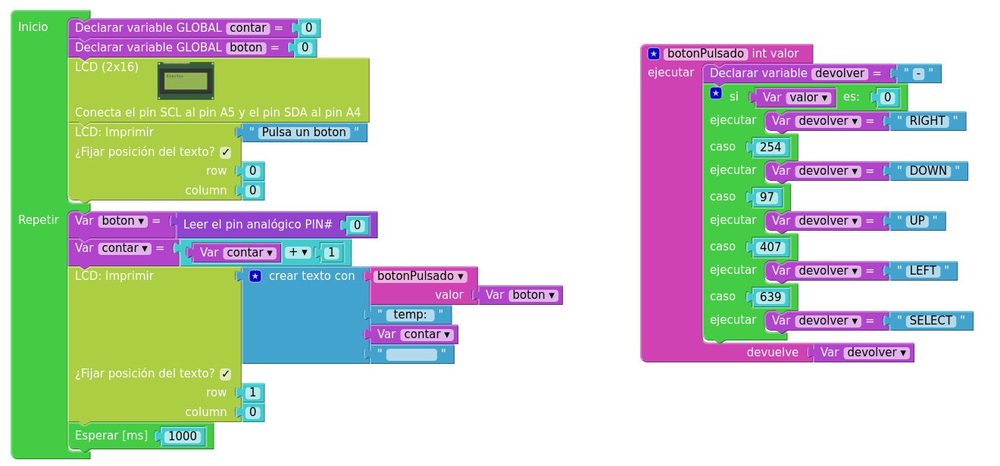 Inicio
Declarar variable GLOBAL contar = 0
Declarar variable GLOBAL boton = 0
LCD (2x16)
Conecta el pin SCL al pin A5 y el pin SDA al pin A4
LCD: Imprimir " Pulsa un boton "
¿Fijar posición del texto? ✓
row 0
column 0
Repetir
Var boton ▾ = Leer el pin analógico PIN# 0
Var contar ▾ = Var contar ▾ + ▾ 1
LCD: Imprimir crear texto con botonPulsado ▾
valor Var boton ▾
" temp: "
Var contar ▾
" "
¿Fijar posición del texto? ✓
row 1
column 0
Esperar [ms] 1000
botonPulsado int valor
ejecutar Declarar variable devolver = " - "
si Var valor ▾ es: 0
ejecutar Var devolver ▾ = " RIGHT "
caso 254
ejecutar Var devolver ▾ = " DOWN "
caso 97
ejecutar Var devolver ▾ = " UP "
caso 407
ejecutar Var devolver ▾ = " LEFT "
caso 639
ejecutar Var devolver ▾ = " SELECT "
devuelve Var devolver ▾